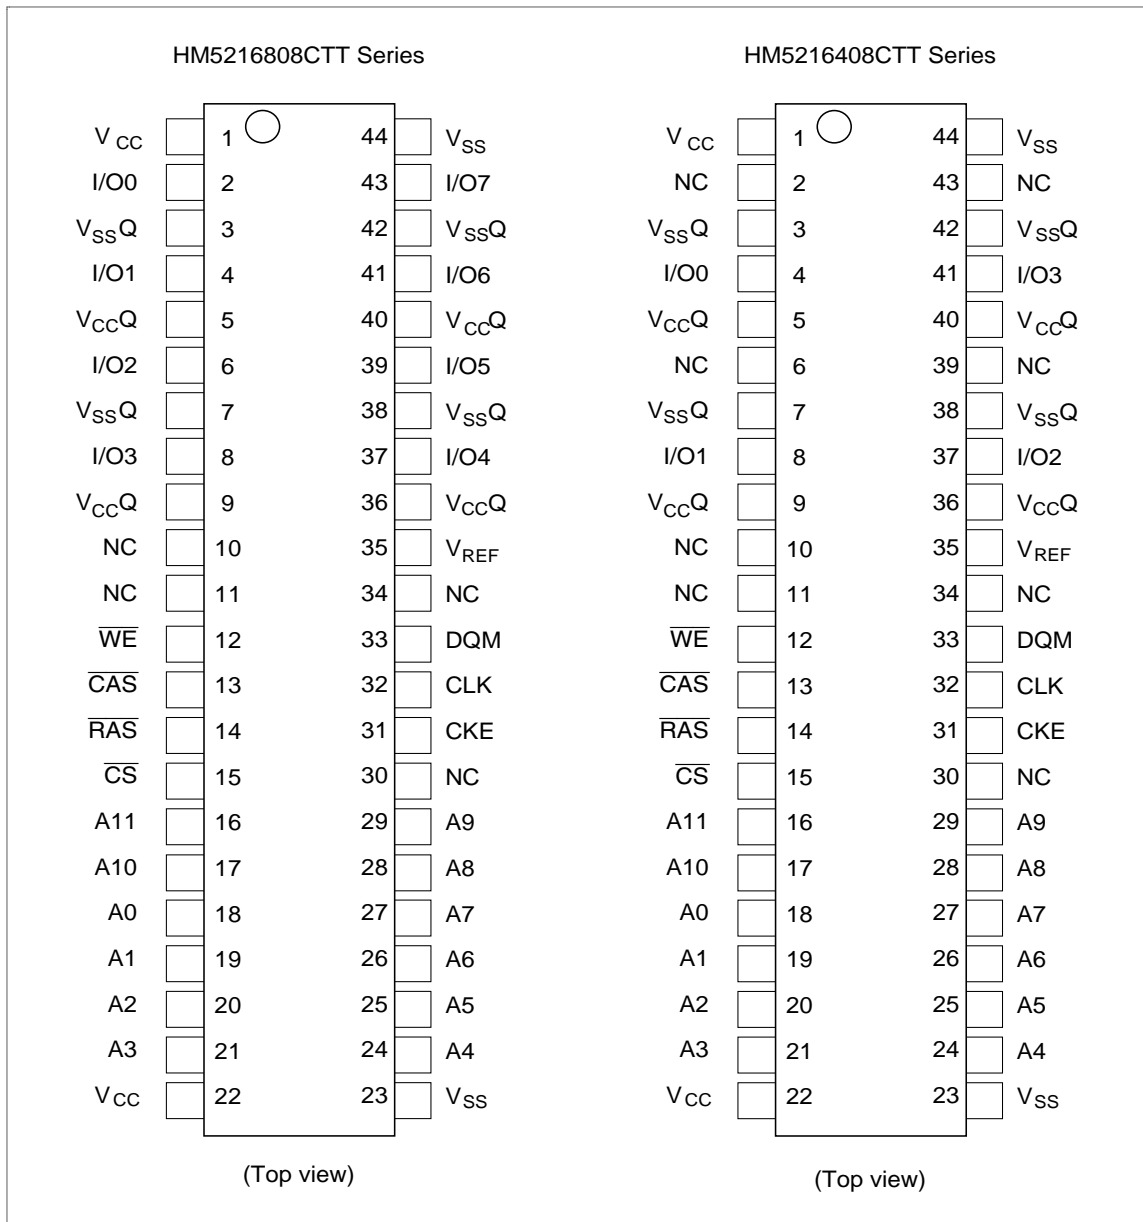 HM5216808CTT Series
V CC 1 44 VSS
I/O0 2 43 I/O7
VSSQ 3 42 VSSQ
I/O1 4 41 I/O6
VCCQ 5 40 VCCQ
I/O2 6 39 I/O5
VSSQ 7 38 VSSQ
I/O3 8 37 I/O4
VCCQ 9 36 VCCQ
NC 10 35 VREF
NC 11 34 NC
W̅E̅ 12 33 DQM
C̅A̅S̅ 13 32 CLK
R̅A̅S̅ 14 31 CKE
C̅S̅ 15 30 NC
A11 16 29 A9
A10 17 28 A8
A0 18 27 A7
A1 19 26 A6
A2 20 25 A5
A3 21 24 A4
VCC 22 23 VSS
(Top view)
HM5216408CTT Series
V CC 1 44 VSS
NC 2 43 NC
VSSQ 3 42 VSSQ
I/O0 4 41 I/O3
VCCQ 5 40 VCCQ
NC 6 39 NC
VSSQ 7 38 VSSQ
I/O1 8 37 I/O2
VCCQ 9 36 VCCQ
NC 10 35 VREF
NC 11 34 NC
W̅E̅ 12 33 DQM
C̅A̅S̅ 13 32 CLK
R̅A̅S̅ 14 31 CKE
C̅S̅ 15 30 NC
A11 16 29 A9
A10 17 28 A8
A0 18 27 A7
A1 19 26 A6
A2 20 25 A5
A3 21 24 A4
VCC 22 23 VSS
(Top view)